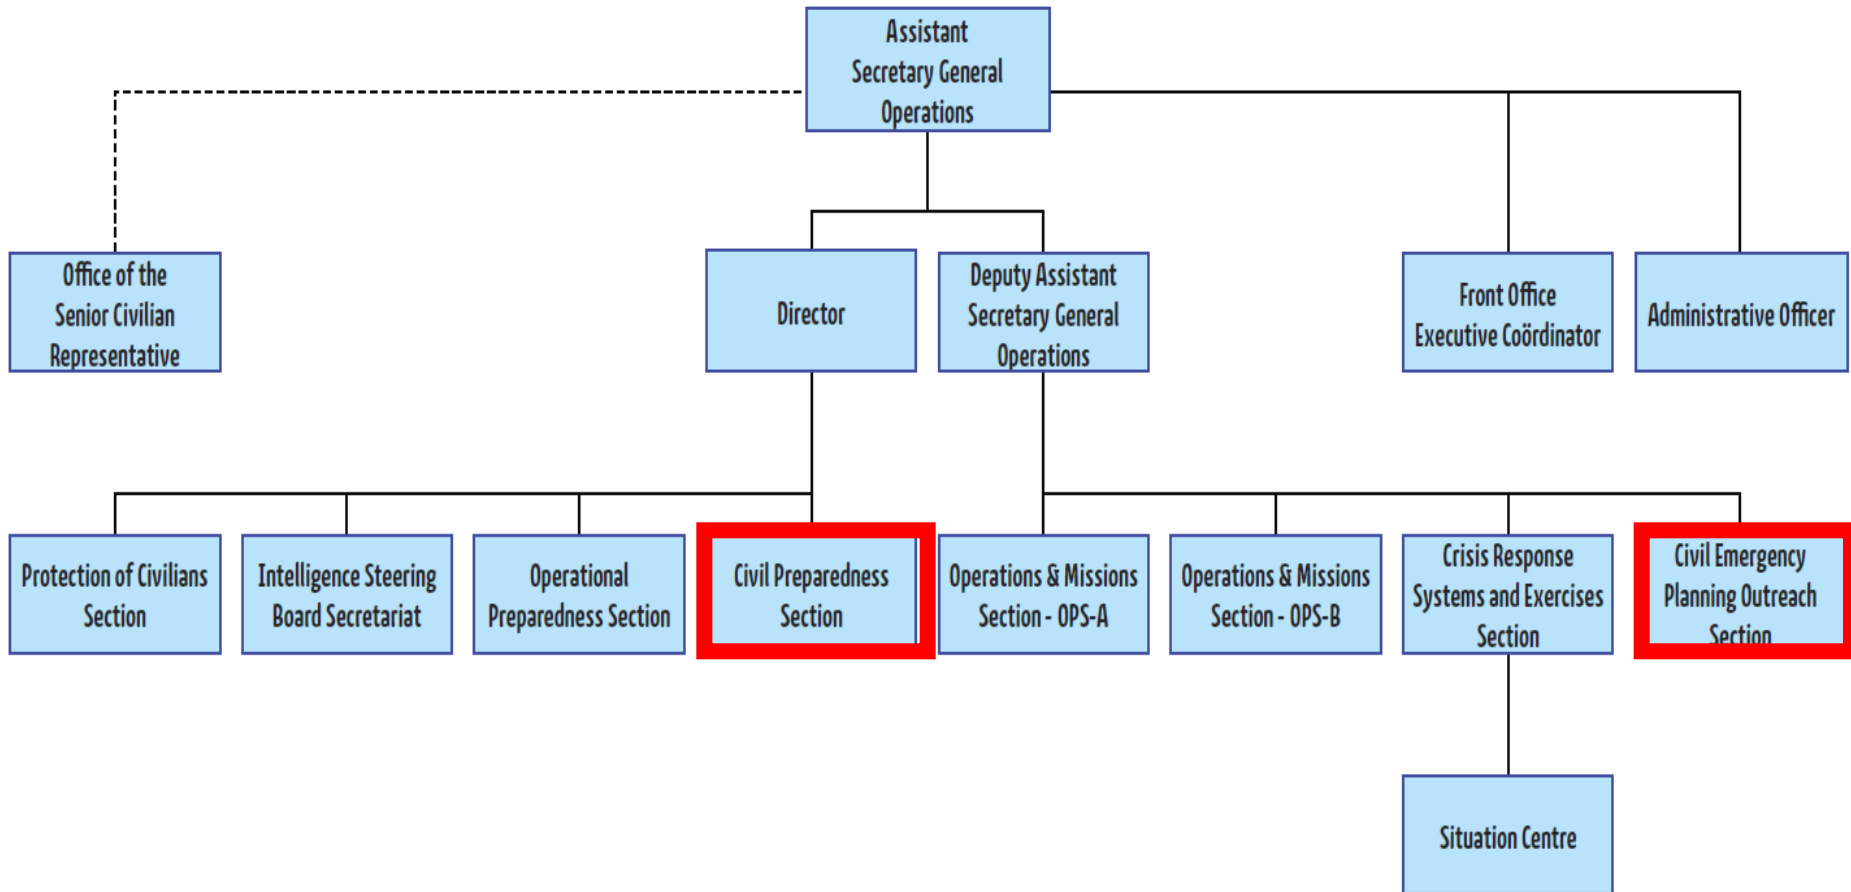 Assistant
Secretary General
Operations
Office of the
Senior Civilian
Representative
Director
Deputy Assistant
Secretary General
Operations
Front Office
Executive Coördinator
Administrative Officer
Protection of Civilians
Section
Intelligence Steering
Board Secretariat
Operational
Preparedness Section
Civil Preparedness
Section
Operations & Missions
Section - OPS-A
Operations & Missions
Section - OPS-B
Crisis Response
Systems and Exercises
Section
Civil Emergency
Planning Outreach
Section
Situation Centre